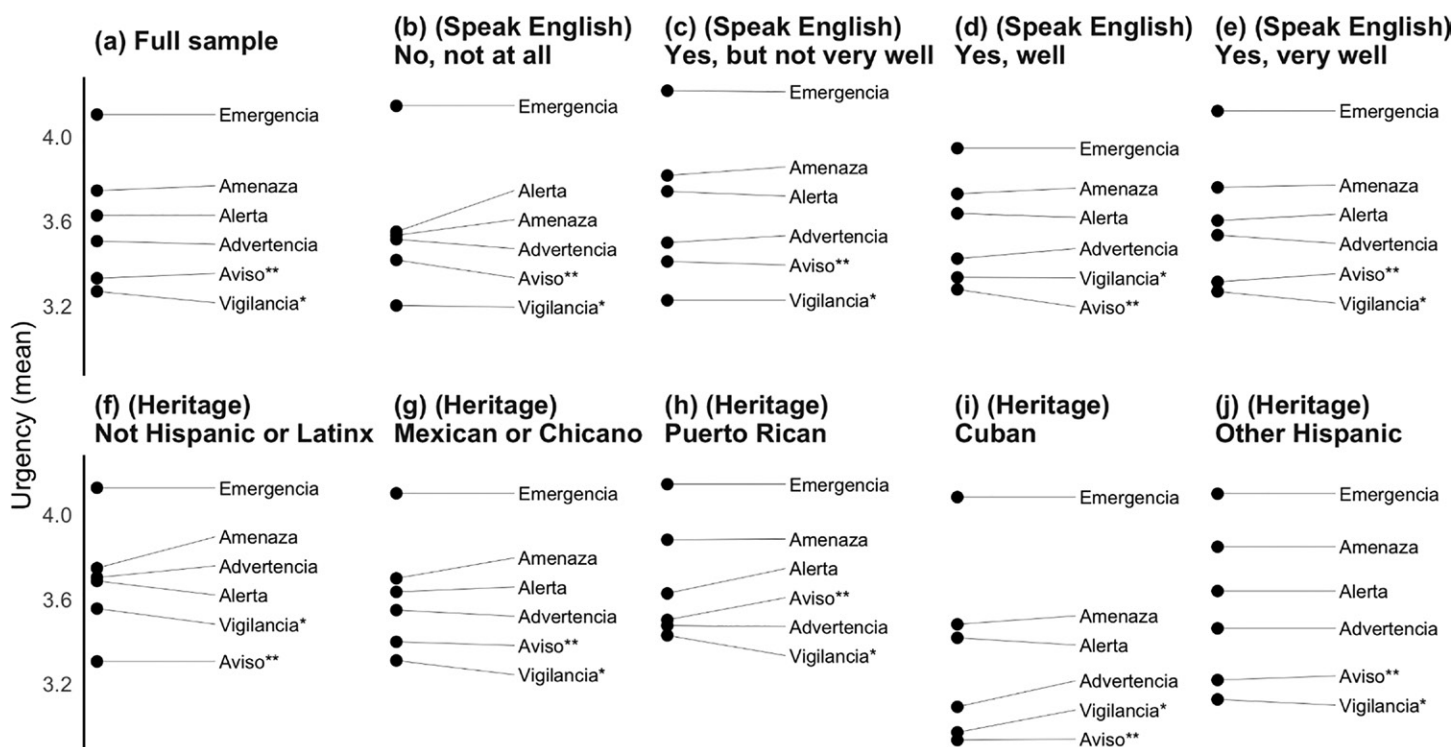 (a) Full sample
(b) (Speak English)
No, not at all
(c) (Speak English)
Yes, but not very well
(d) (Speak English)
Yes, well
(e) (Speak English)
Yes, very well
Urgency (mean)
4.0
3.6
3.2
Emergencia
Amenaza
Alerta
Advertencia
Aviso**
Vigilancia*
Emergencia
Alerta
Amenaza
Advertencia
Aviso**
Vigilancia*
Emergencia
Amenaza
Alerta
Advertencia
Aviso**
Vigilancia*
Emergencia
Amenaza
Alerta
Advertencia
Vigilancia*
Aviso**
Emergencia
Amenaza
Alerta
Advertencia
Aviso**
Vigilancia*
(f) (Heritage)
Not Hispanic or Latinx
(g) (Heritage)
Mexican or Chicano
(h) (Heritage)
Puerto Rican
(i) (Heritage)
Cuban
(j) (Heritage)
Other Hispanic
4.0
3.6
3.2
Emergencia
Amenaza
Advertencia
Alerta
Vigilancia*
Aviso**
Emergencia
Amenaza
Alerta
Advertencia
Aviso**
Vigilancia*
Emergencia
Amenaza
Alerta
Aviso**
Advertencia
Vigilancia*
Emergencia
Amenaza
Alerta
Advertencia
Vigilancia*
Aviso**
Emergencia
Amenaza
Alerta
Advertencia
Aviso**
Vigilancia*